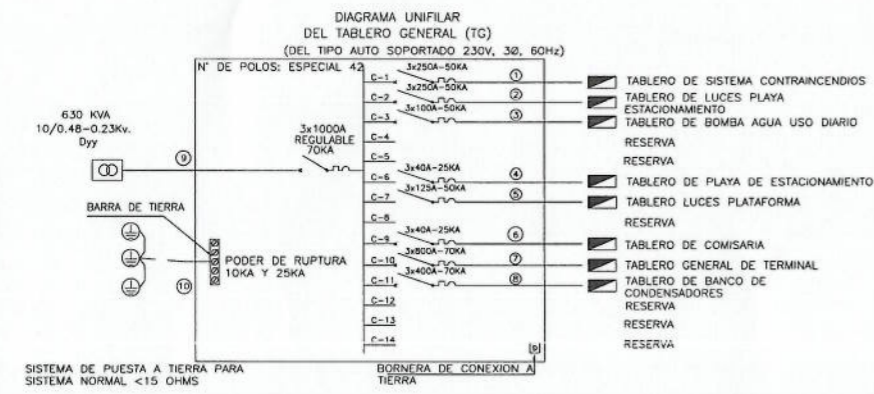 DIAGRAMA UNIFILAR
DEL TABLERO GENERAL (TG)
(DEL TIPO AUTO SOPORTADO 230V, 3Ø, 60Hz)
N° DE POLOS: ESPECIAL 42
630 KVA
10/0.48-0.23Kv.
Dyy
9
3x1000A
REGULABLE
70KA
C-1 3x250A-50KA 1 TABLERO DE SISTEMA CONTRAINCENDIOS
C-2 3x250A-50KA 2 TABLERO DE LUCES PLAYA
ESTACIONAMIENTO
C-3 3x100A-50KA 3 TABLERO DE BOMBA AGUA USO DIARIO
C-4 RESERVA
C-5 RESERVA
C-6 3x40A-25KA 4 TABLERO DE PLAYA DE ESTACIONAMIENTO
C-7 3x125A-50KA 5 TABLERO LUCES PLATAFORMA
C-8 RESERVA
C-9 3x40A-25KA 6 TABLERO DE COMISARIA
C-10 3x800A-70KA 7 TABLERO GENERAL DE TERMINAL
C-11 3x400A-70KA 8 TABLERO DE BANCO DE
CONDENSADORES
C-12 RESERVA
C-13 RESERVA
C-14 RESERVA
BARRA DE TIERRA
PODER DE RUPTURA
10KA Y 25KA
10
SISTEMA DE PUESTA A TIERRA PARA
SISTEMA NORMAL <15 OHMS
BORNERA DE CONEXION A
TIERRA